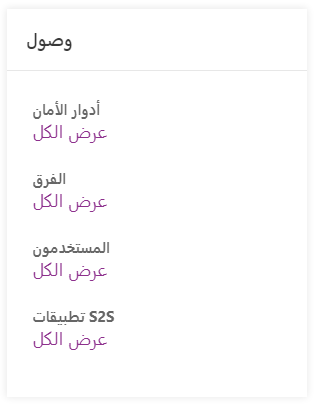 وصول
أدوار الأمان
عرض الكل
الفرق
عرض الكل
المستخدمون
عرض الكل
تطبيقات S2S
عرض الكل